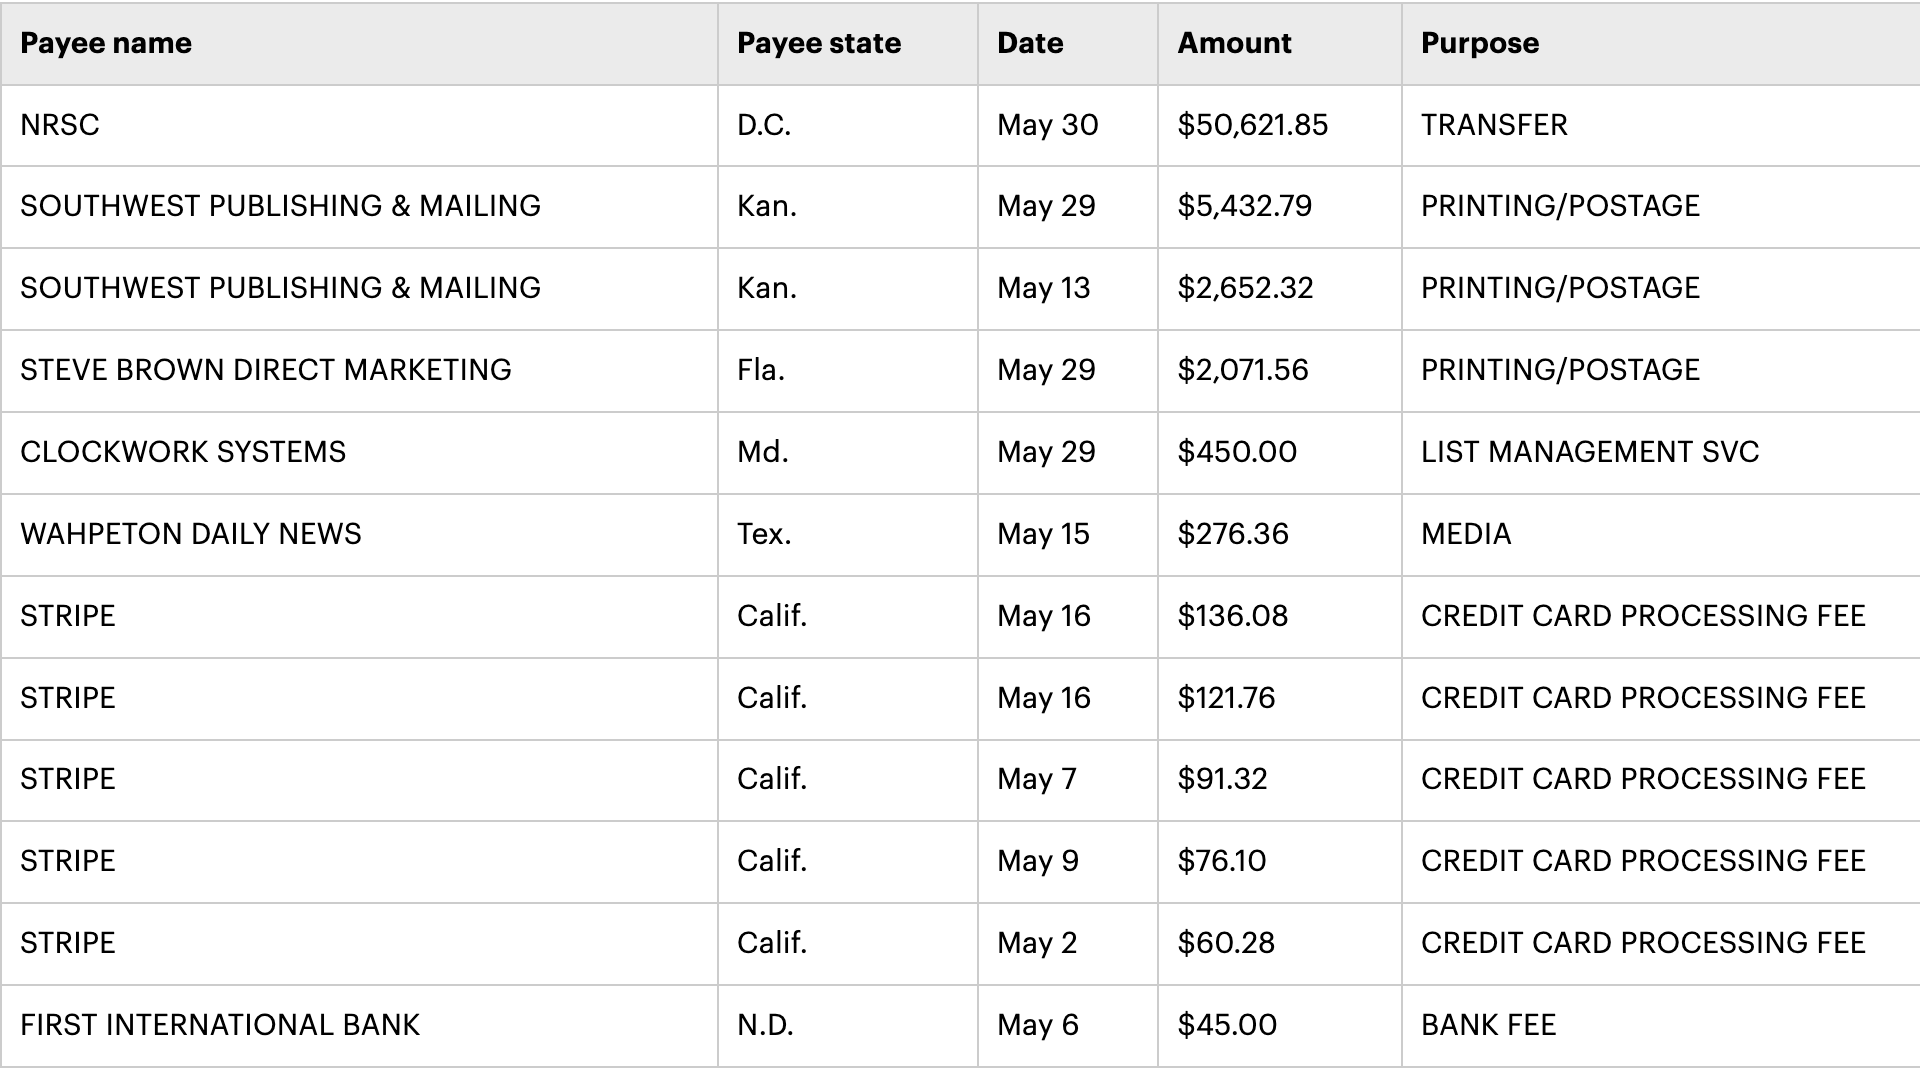 Payee name Payee state Date Amount Purpose
NRSC D.C. May 30 $50,621.85 TRANSFER
SOUTHWEST PUBLISHING & MAILING Kan. May 29 $5,432.79 PRINTING/POSTAGE
SOUTHWEST PUBLISHING & MAILING Kan. May 13 $2,652.32 PRINTING/POSTAGE
STEVE BROWN DIRECT MARKETING Fla. May 29 $2,071.56 PRINTING/POSTAGE
CLOCKWORK SYSTEMS Md. May 29 $450.00 LIST MANAGEMENT SVC
WAHPETON DAILY NEWS Tex. May 15 $276.36 MEDIA
STRIPE Calif. May 16 $136.08 CREDIT CARD PROCESSING FEE
STRIPE Calif. May 16 $121.76 CREDIT CARD PROCESSING FEE
STRIPE Calif. May 7 $91.32 CREDIT CARD PROCESSING FEE
STRIPE Calif. May 9 $76.10 CREDIT CARD PROCESSING FEE
STRIPE Calif. May 2 $60.28 CREDIT CARD PROCESSING FEE
FIRST INTERNATIONAL BANK N.D. May 6 $45.00 BANK FEE